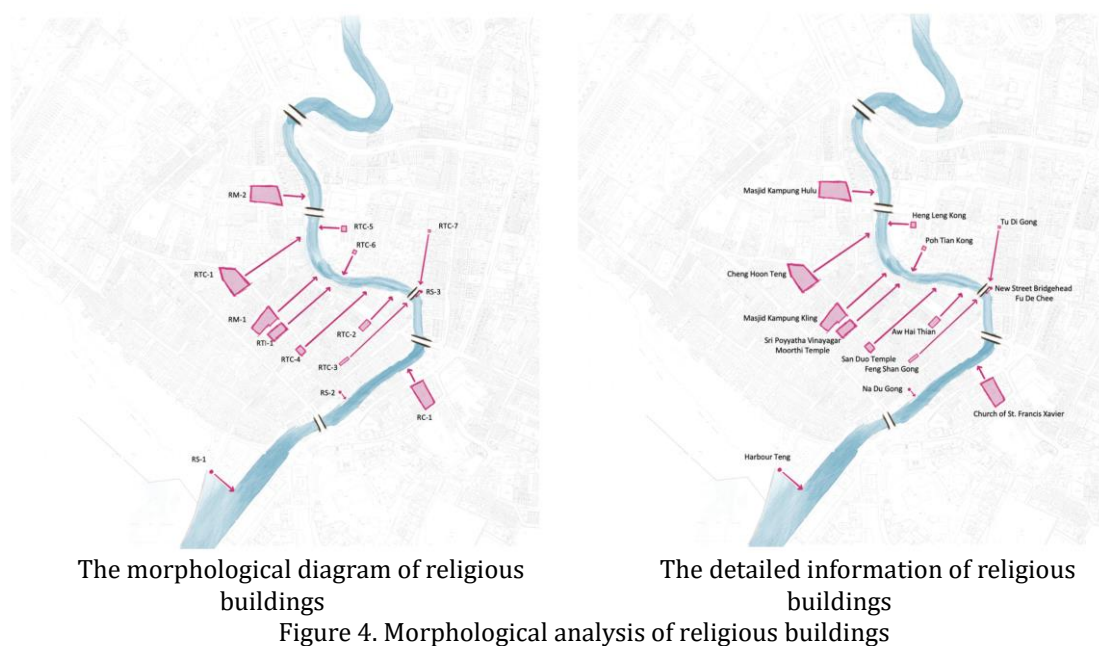 RM-2
RTC-5
RTC-7
RTC-6
RTC-1
RS-3
RM-1
RTI-1
RTC-2
RTC-4
RTC-3
RS-2
RC-1
RS-1
Masjid Kampung Hulu
Heng Leng Kong
Tu Di Gong
Poh Tian Kong
Cheng Hoon Teng
New Street Bridgehead
Fu De Chee
Masjid Kampung Kling
Aw Hai Thian
Sri Poyyatha Vinayagar
Moorthi Temple
San Duo Temple
Feng Shan Gong
Na Du Gong
Church of St. Francis Xavier
Harbour Teng
The morphological diagram of religious
buildings
The detailed information of religious
buildings
Figure 4. Morphological analysis of religious buildings